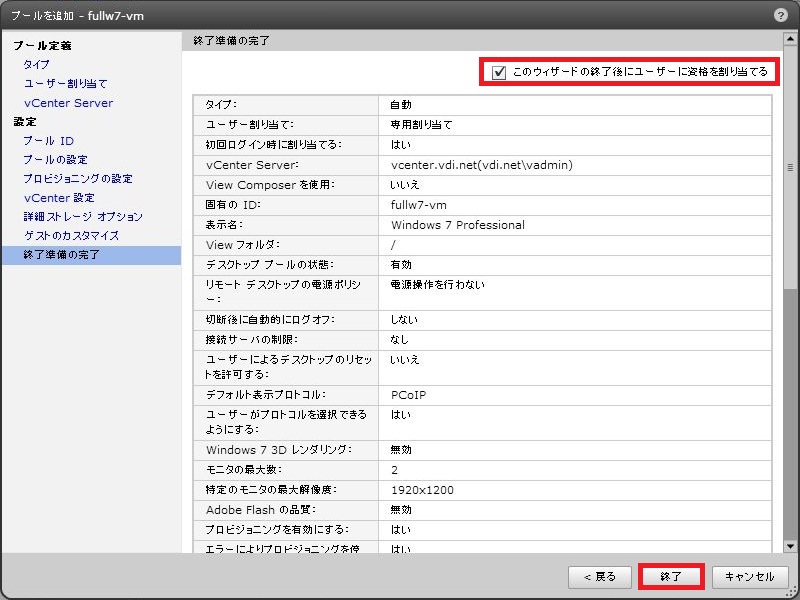 プールを追加 - fullw7-vm
?
プール定義
タイプ
ユーザー割り当て
vCenter Server
設定
プール ID
プールの設定
プロビジョニングの設定
vCenter 設定
詳細ストレージ オプション
ゲストのカスタマイズ
終了準備の完了
終了準備の完了
このウィザードの終了後にユーザーに資格を割り当てる
タイプ: 自動
ユーザー割り当て: 専用割り当て
初回ログイン時に割り当てる: はい
vCenter Server: vcenter.vdi.net(vdi.net\vadmin)
View Composer を使用: いいえ
固有の ID: fullw7-vm
表示名: Windows 7 Professional
View フォルダ: /
デスクトップ プールの状態: 有効
リモート デスクトップの電源ポリシ 電源操作を行わない
ー:
切断後に自動的にログオフ: しない
接続サーバの制限: なし
ユーザーによるデスクトップのリセッ いいえ
トを許可する:
デフォルト表示プロトコル: PCoIP
ユーザーがプロトコルを選択できる はい
ようにする:
Windows 7 3D レンダリング: 無効
モニタの最大数: 2
特定のモニタの最大解像度: 1920x1200
Adobe Flash の品質: 無効
プロビジョニングを有効にする: はい
エラーによりプロビジョニングを停 はい
< 戻る
終了
キャンセル